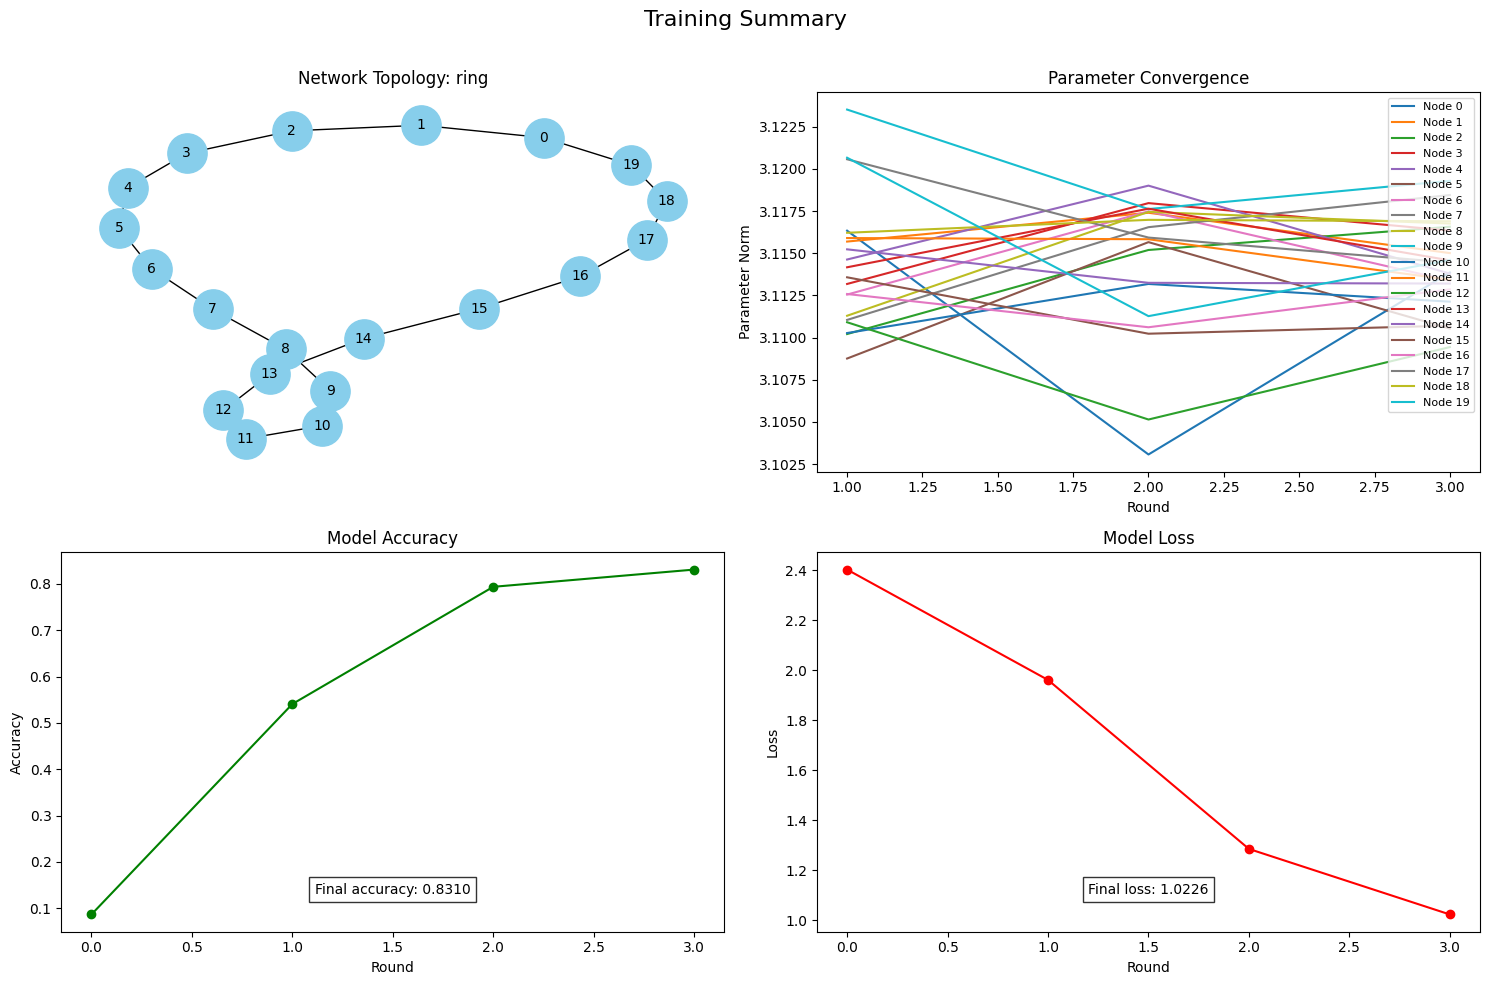 Training Summary
Network Topology: ring
0
1
2
3
4
5
6
7
8
9
10
11
12
13
14
15
16
17
18
19
Parameter Convergence
Parameter Norm
3.1225
3.1200
3.1175
3.1150
3.1125
3.1100
3.1075
3.1050
3.1025
1.00 1.25 1.50 1.75 2.00 2.25 2.50 2.75 3.00
Round
Node 0
Node 1
Node 2
Node 3
Node 4
Node 5
Node 6
Node 7
Node 8
Node 9
Node 10
Node 11
Node 12
Node 13
Node 14
Node 15
Node 16
Node 17
Node 18
Node 19
Model Accuracy
Accuracy
0.8
0.7
0.6
0.5
0.4
0.3
0.2
0.1
Final accuracy: 0.8310
0.0 0.5 1.0 1.5 2.0 2.5 3.0
Round
Model Loss
Loss
2.4
2.2
2.0
1.8
1.6
1.4
1.2
1.0
Final loss: 1.0226
0.0 0.5 1.0 1.5 2.0 2.5 3.0
Round